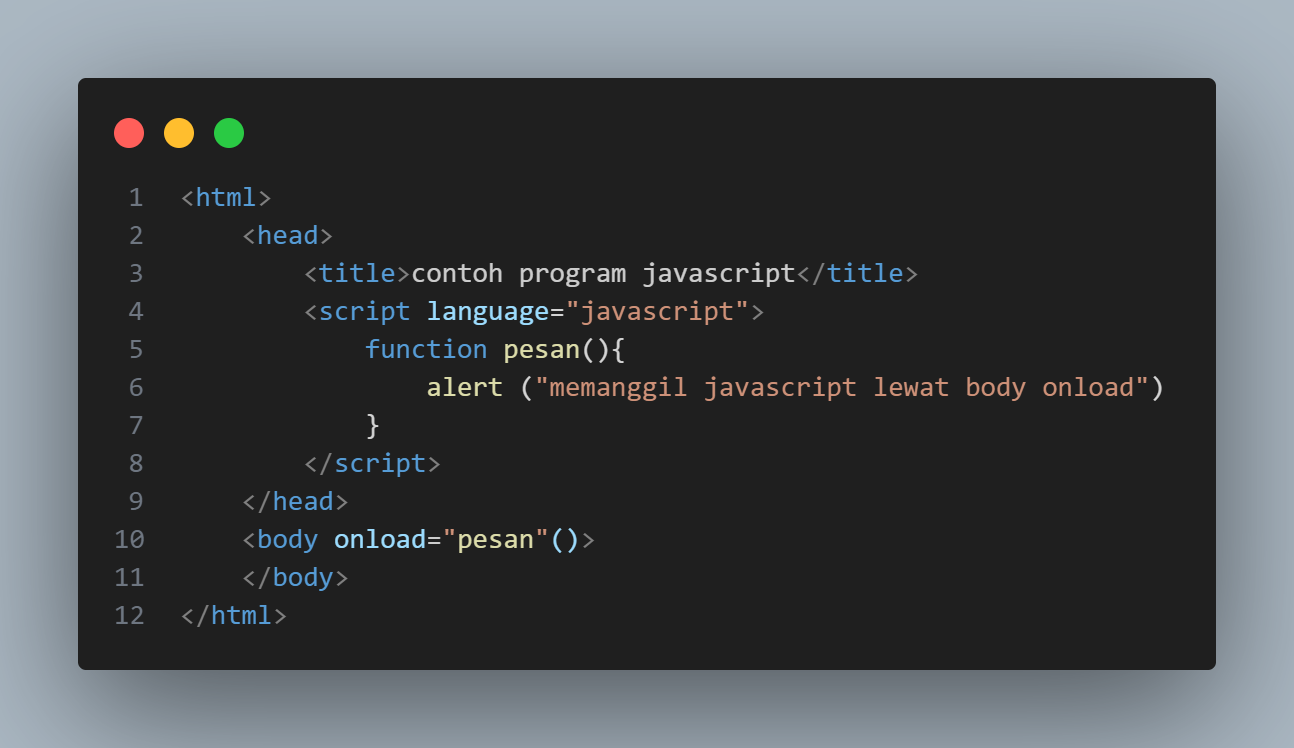 1 <html>
2     <head>
3         <title>contoh program javascript</title>
4         <script language="javascript">
5             function pesan(){
6                 alert ("memanggil javascript lewat body onload")
7             }
8         </script>
9     </head>
10     <body onload="pesan"()>
11     </body>
12 </html>